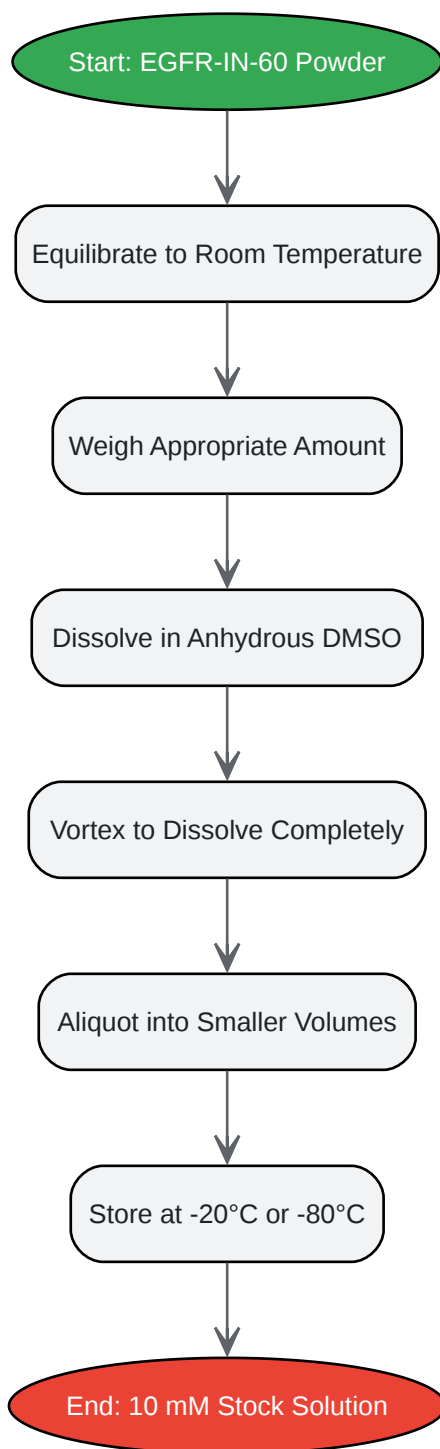 Start: EGFR-IN-60 Powder
Equilibrate to Room Temperature
Weigh Appropriate Amount
Dissolve in Anhydrous DMSO
Vortex to Dissolve Completely
Aliquot into Smaller Volumes
Store at -20°C or -80°C
End: 10 mM Stock Solution